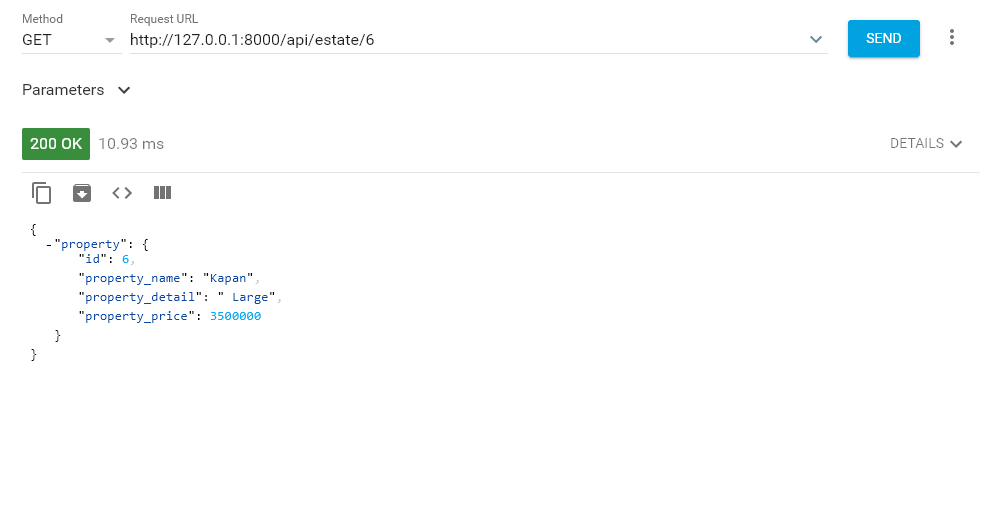 Method
Request URL
GET
http://127.0.0.1:8000/api/estate/6
SEND
Parameters
200 OK 10.93 ms
DETAILS
{
-"property": {
"id": 6,
"property_name": "Kapan",
"property_detail": " Large",
"property_price": 3500000
}
}